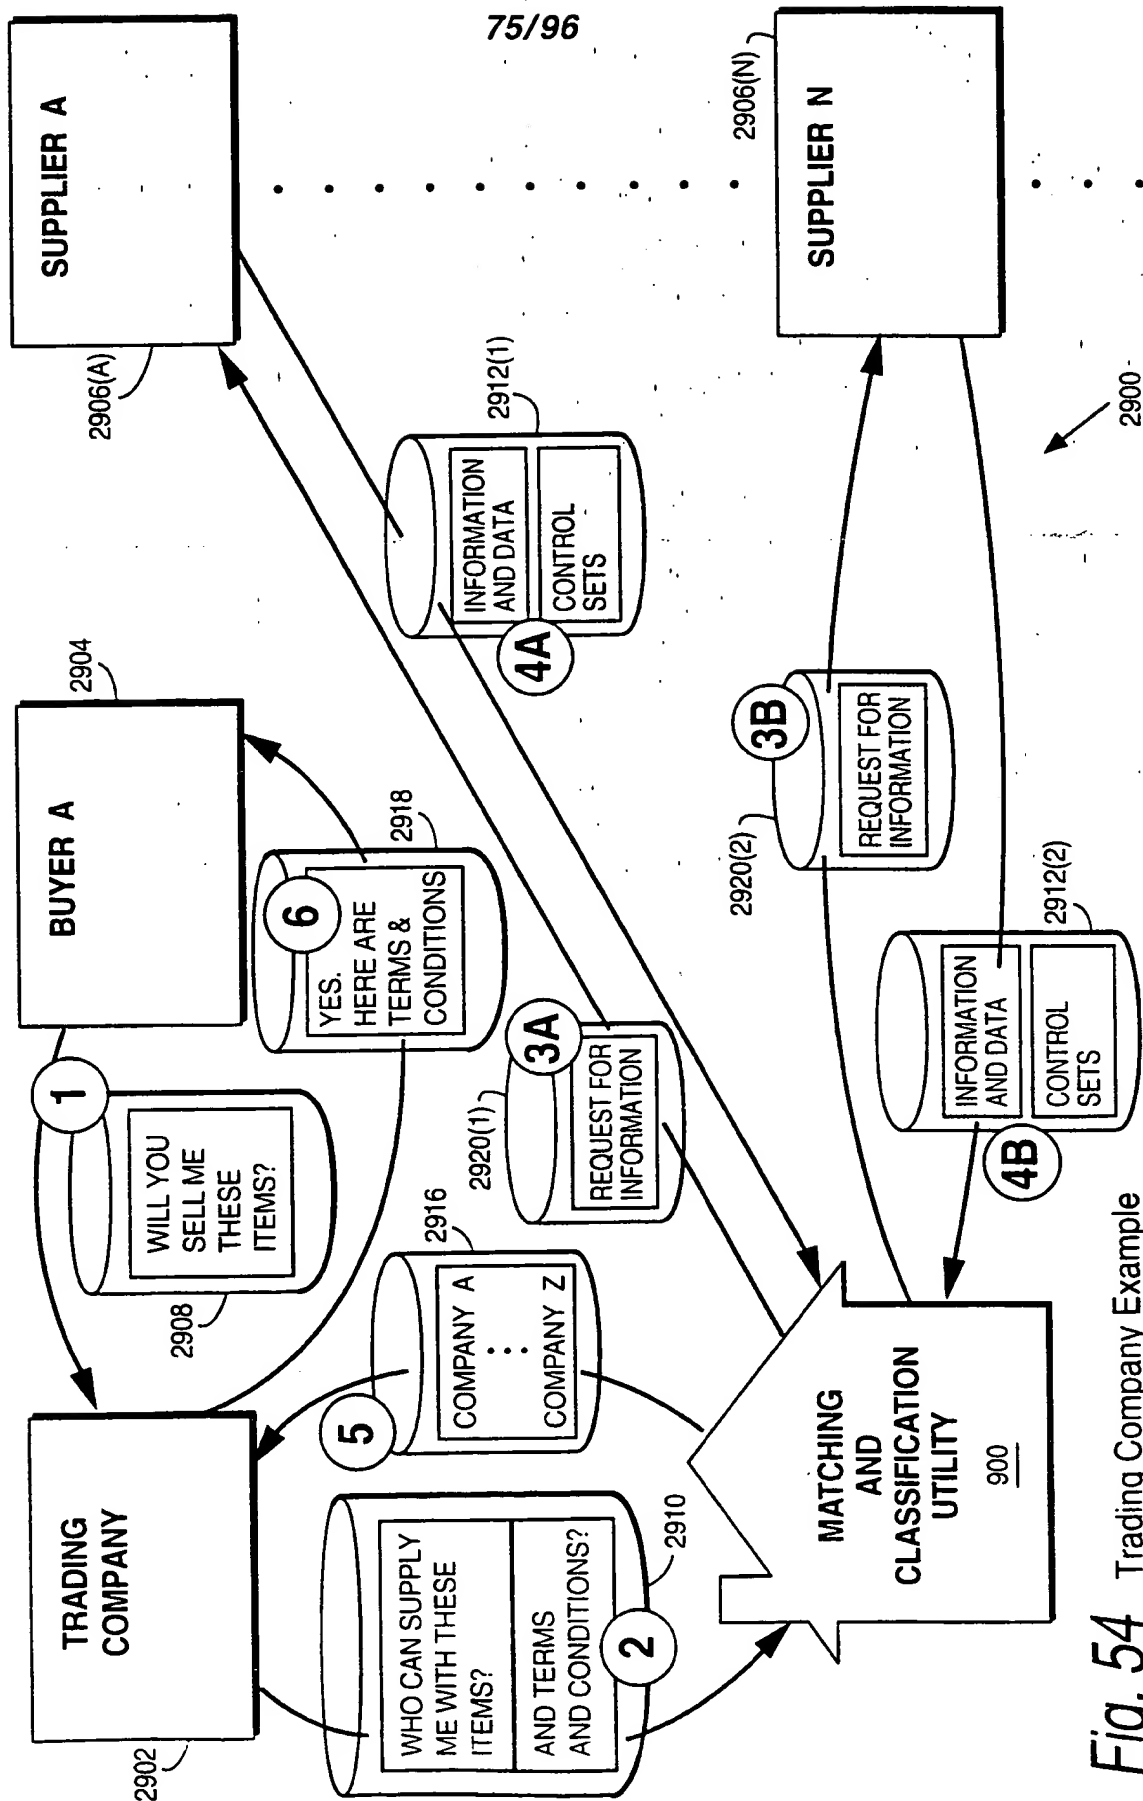 75/96
TRADING
COMPANY
2902
BUYER A
2904
SUPPLIER A
2906(A)
1
WILL YOU
SELL ME
THESE
ITEMS?
2908
6
YES.
HERE ARE
TERMS &
CONDITIONS
2918
5
COMPANY A
COMPANY Z
2916
WHO CAN SUPPLY
ME WITH THESE
ITEMS?
AND TERMS
AND CONDITIONS?
2
2910
3A
REQUEST FOR
INFORMATION
2920(1)
INFORMATION
AND DATA
CONTROL
SETS
4A
2912(1)
MATCHING
AND
CLASSIFICATION
UTILITY
900
3B
REQUEST FOR
INFORMATION
2920(2)
INFORMATION
AND DATA
CONTROL
SETS
4B
2912(2)
SUPPLIER N
2906(N)
2900
Fig. 54 Trading Company Example